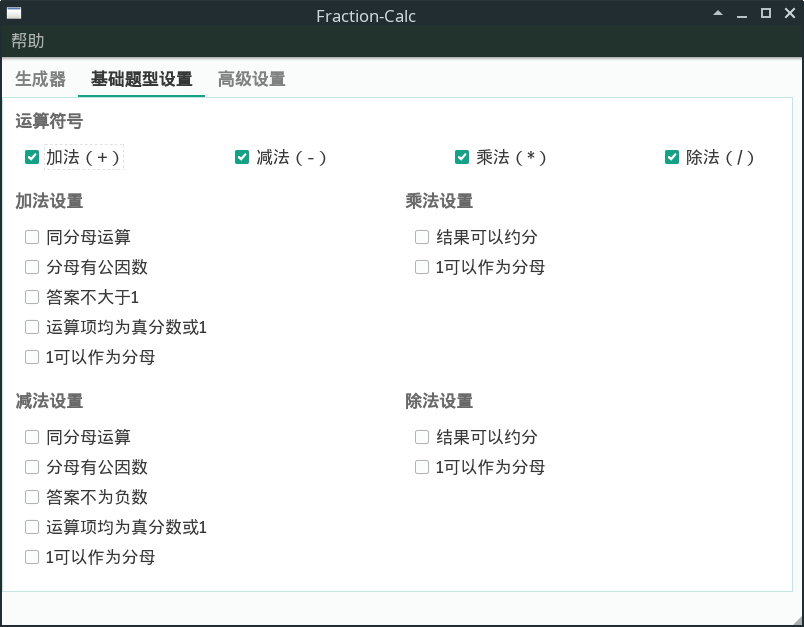 Fraction-Calc
帮助
生成器 基础题型设置 高级设置
运算符号
加法（+） 减法（-） 乘法（*） 除法（/）
加法设置 乘法设置
同分母运算 结果可以约分
分母有公因数 1可以作为分母
答案不大于1
运算项均为真分数或1
1可以作为分母
减法设置 除法设置
同分母运算 结果可以约分
分母有公因数 1可以作为分母
答案不为负数
运算项均为真分数或1
1可以作为分母